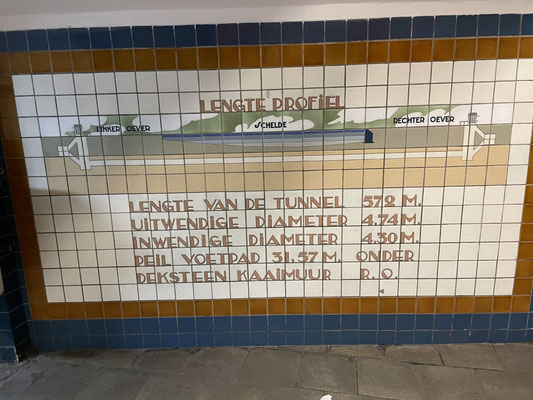 LENGTE PROFIEL
LINKER OEVER
SCHELDE
RECHTER OEVER
LENGTE VAN DE TUNNEL 572 M.
UITWENDIGE DIAMETER 4.74 M.
INWENDIGE DIAMETER 4.30 M.
PEIL VOETPAD 31.57 M. ONDER
DEKSTEEN KAAIMUUR R. O.